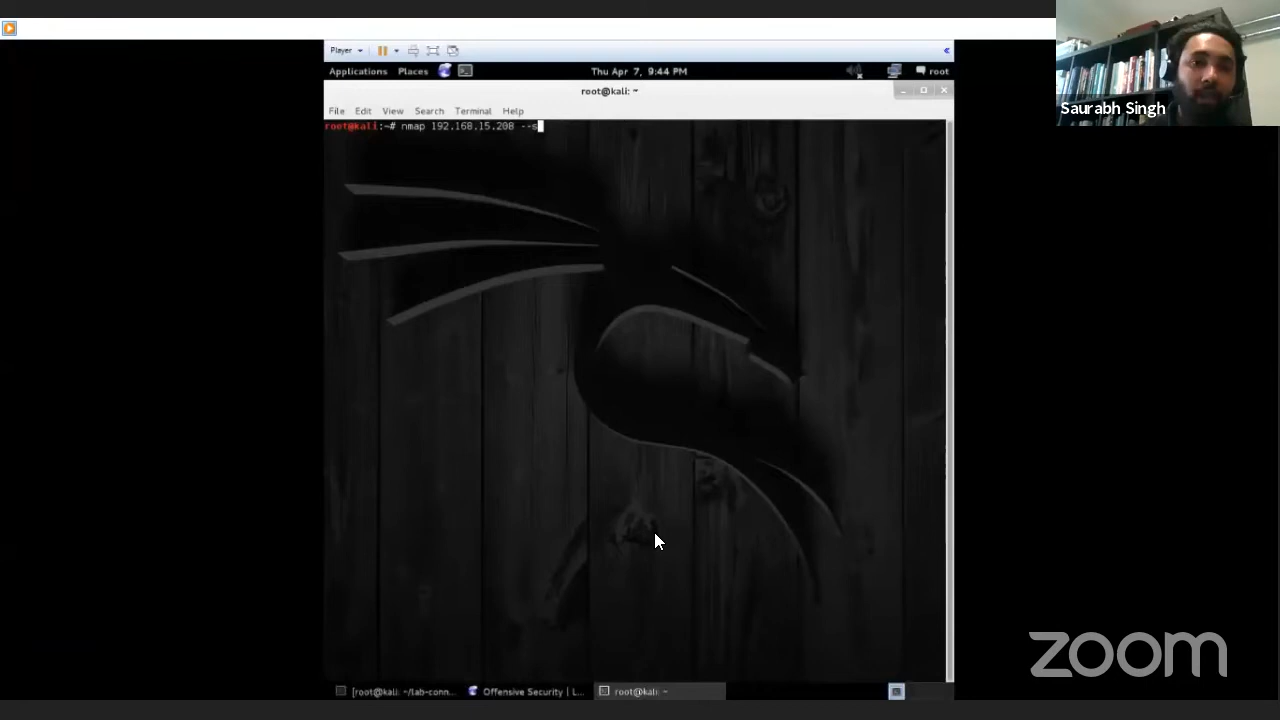 Player
Applications Places Thu Apr 7, 9:44 PM root
root@kali: ~
File Edit View Search Terminal Help
root@kali:~# nmap 192.168.15.208 --s
[root@kali: ~/lab-conn... Offensive Security | L... root@kali: ~
Saurabh Singh
zoom